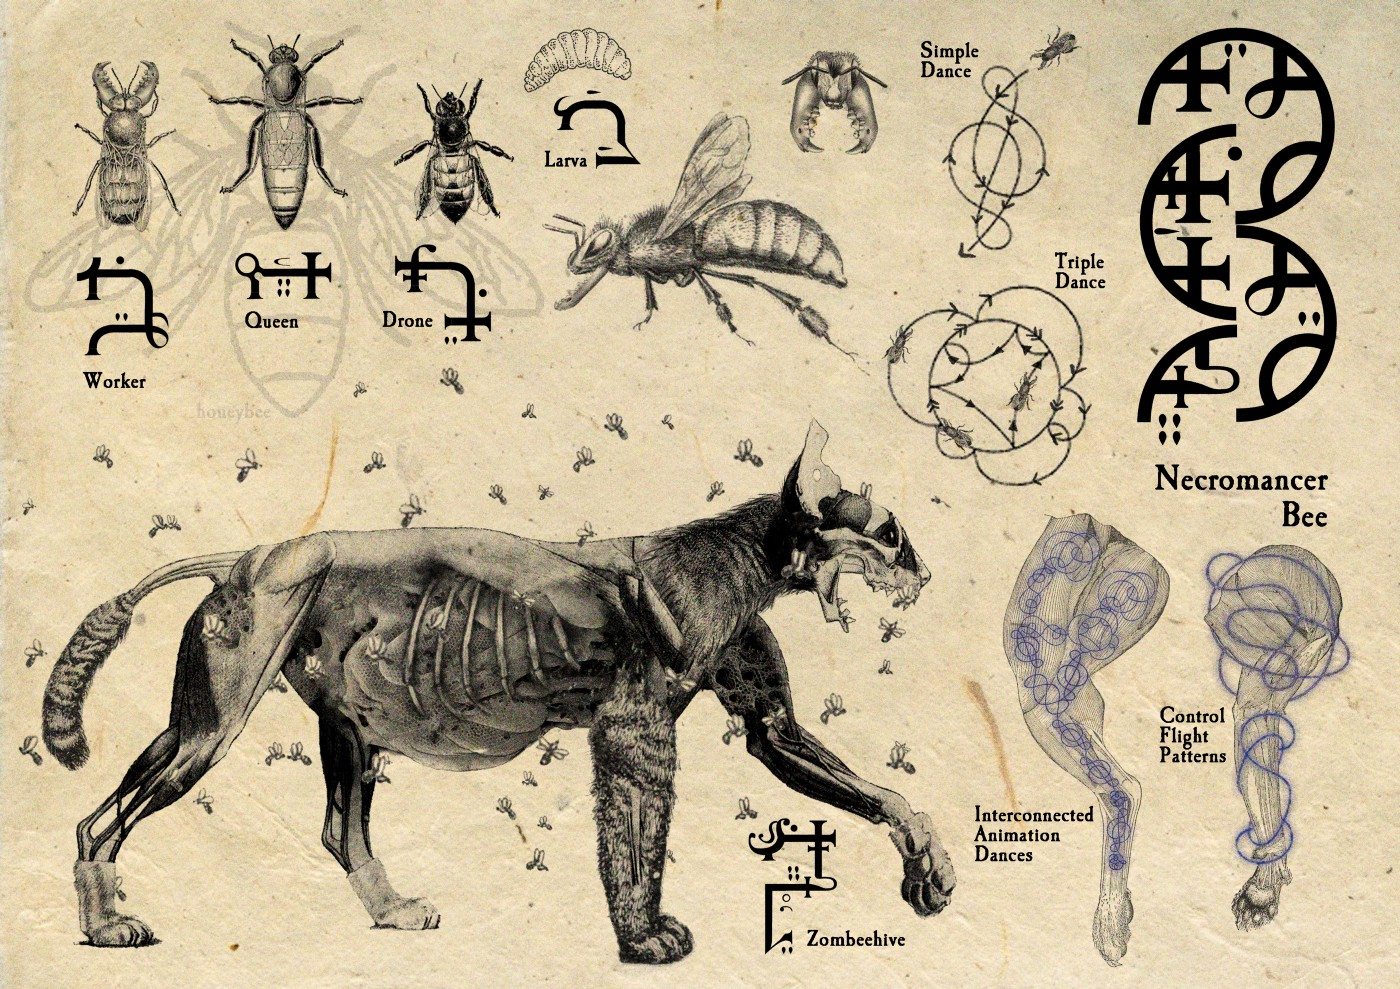 Simple
Dance
Larva
Triple
Dance
Queen
Drone
Worker
honeybee
Necromancer
Bee
Control
Flight
Patterns
Interconnected
Animation
Dances
Zombeehive